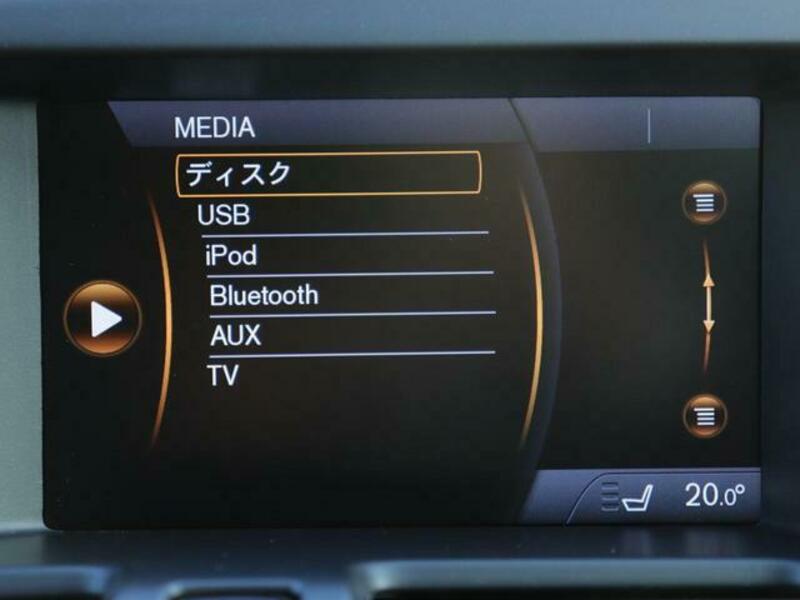 MEDIA
ディスク
USB
iPod
Bluetooth
AUX
TV
20.0°